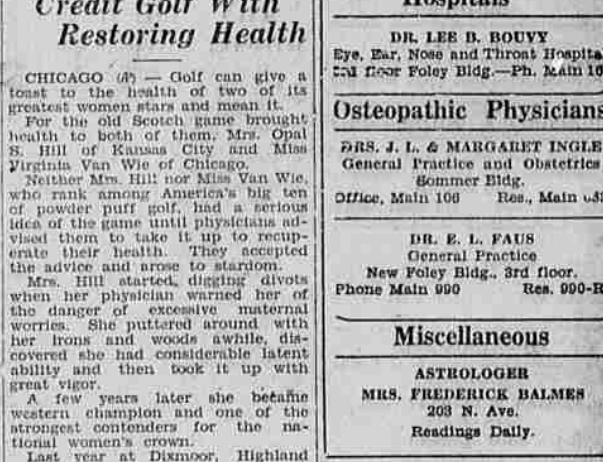 Credit Golf With
Restoring Health
CHICAGO (AP) — Golf can give a
toast to the health of two of its
greatest women stars and mean it.
For the old Scotch game brought
health to both of them, Mrs. Opal
S. Hill of Kansas City and Miss
Virginia Van Wie of Chicago.
Neither Mrs. Hill nor Miss Van Wie,
who rank among America's big ten
of powder puff golf, had a serious
idea of the game until physicians ad-
vised them to take it up to recup-
erate their health. They accepted
the advice and arose to stardom.
Mrs. Hill started, digging divots
when her physician warned her of
the danger of excessive maternal
worries. She puttered around with
her irons and woods awhile, dis-
covered she had considerable latent
ability and then took it up with
great vigor.
A few years later she became
western champion and one of the
strongest contenders for the na-
tional women's crown.
Last year at Dixmoor, Highland
Hospitals
DR. LEE B. BOUVY
Eye, Ear, Nose and Throat Hospita
floor Foley Bldg.—Ph. Main 16
Osteopathic Physicians
DRS. J. L. & MARGARET INGLE
General Practice and Obstetrics
Sommer Bldg.
Office, Main 106 Res., Main
DR. E. L. FAUS
General Practice
New Foley Bldg., 3rd floor.
Phone Main 990 Res. 990-R
Miscellaneous
ASTROLOGER
MRS. FREDERICK BALMES
203 N. Ave.
Readings Daily.